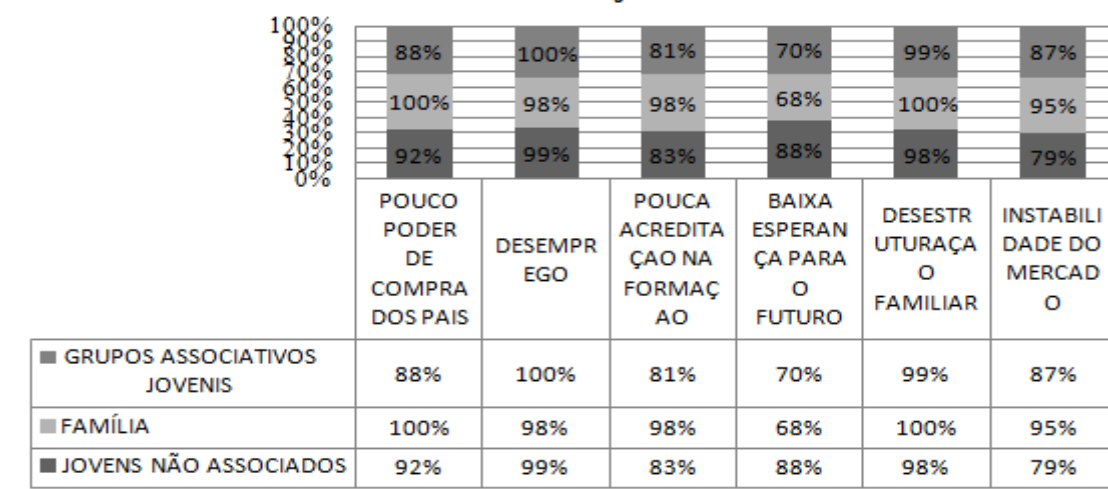 100%
90%
80%
70%
60%
50%
40%
30%
20%
10%
0%
88% 100% 81% 70% 99% 87%
100% 98% 98% 68% 100% 95%
92% 99% 83% 88% 98% 79%
POUCO
PODER
DE
COMPRA
DOS PAIS
DESEMPR
EGO
POUCA
ACREDITA
ÇAO NA
FORMAÇ
AO
BAIXA
ESPERAN
ÇA PARA
O
FUTURO
DESESTR
UTURAÇA
O
FAMILIAR
INSTABILI
DADE DO
MERCAD
O
GRUPOS ASSOCIATIVOS
JOVENIS
88% 100% 81% 70% 99% 87%
FAMÍLIA 100% 98% 98% 68% 100% 95%
JOVENS NÃO ASSOCIADOS 92% 99% 83% 88% 98% 79%